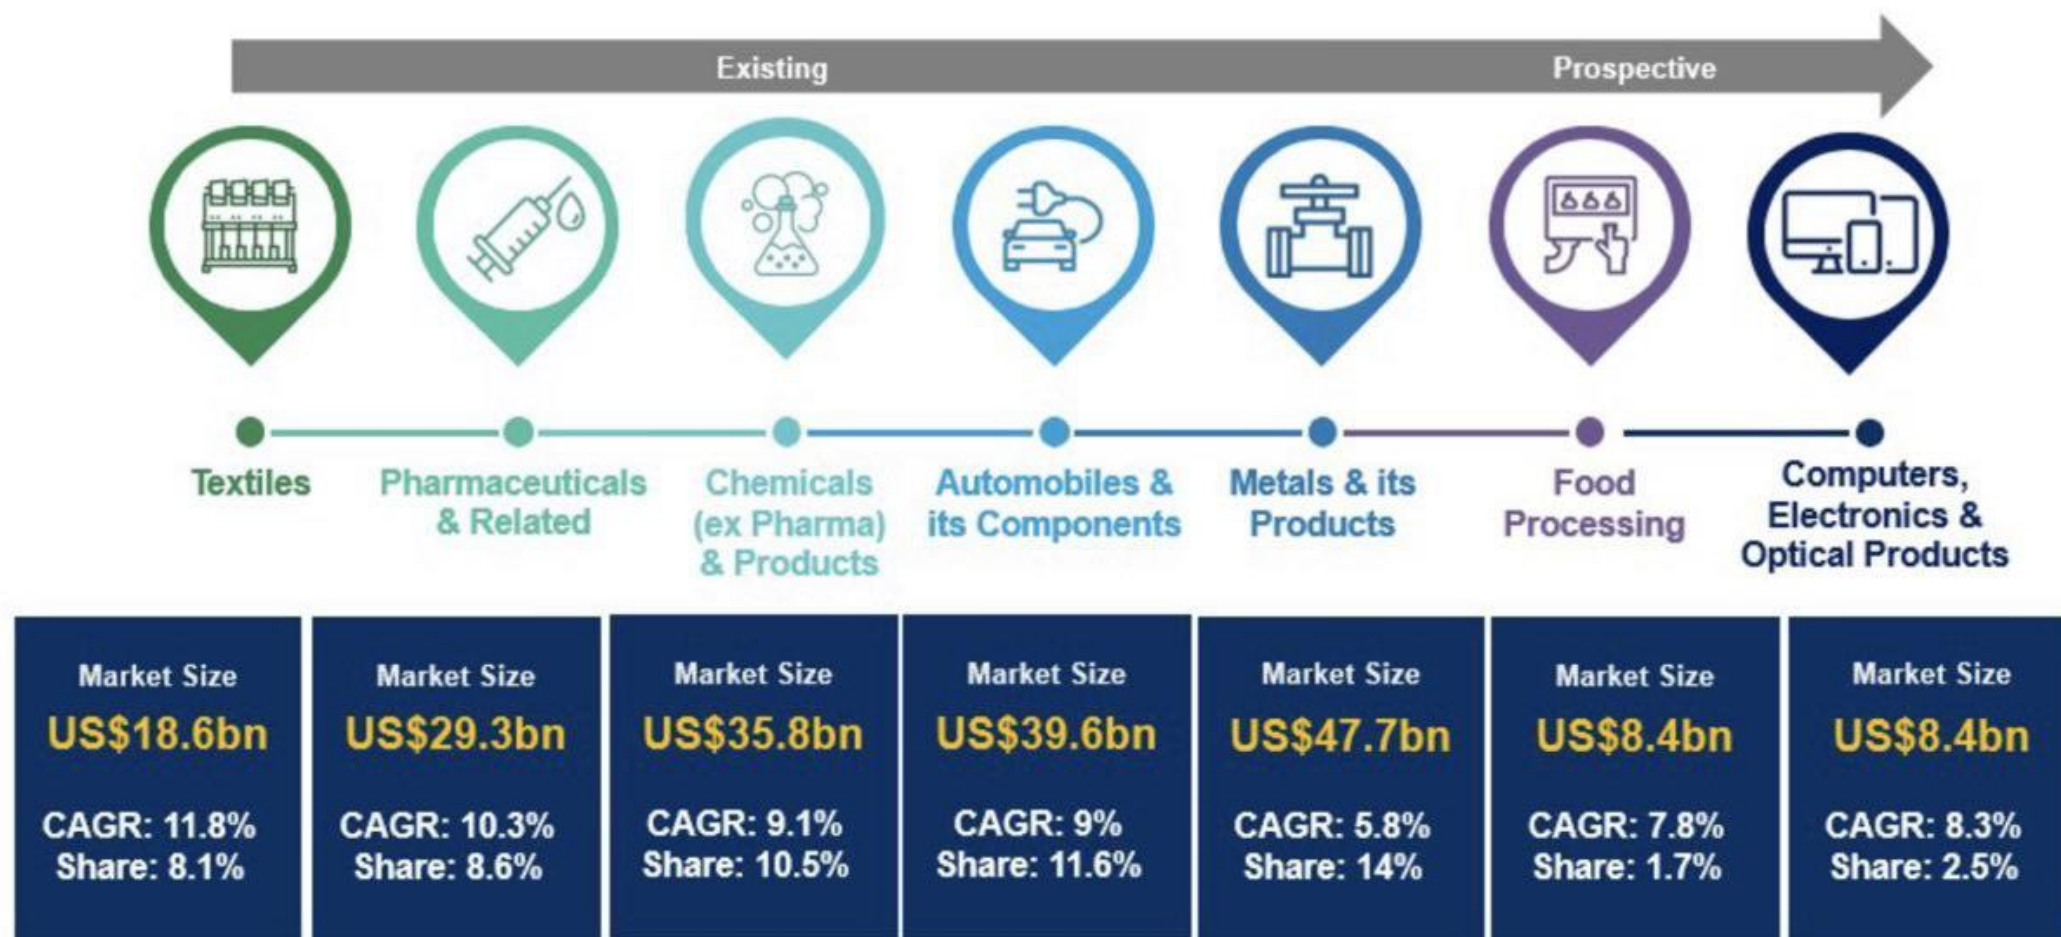 Existing
Prospective
Textiles
Pharmaceuticals
& Related
Chemicals
(ex Pharma)
& Products
Automobiles &
its Components
Metals & its
Products
Food
Processing
Computers,
Electronics &
Optical Products
Market Size
US$18.6bn
CAGR: 11.8%
Share: 8.1%
Market Size
US$29.3bn
CAGR: 10.3%
Share: 8.6%
Market Size
US$35.8bn
CAGR: 9.1%
Share: 10.5%
Market Size
US$39.6bn
CAGR: 9%
Share: 11.6%
Market Size
US$47.7bn
CAGR: 5.8%
Share: 14%
Market Size
US$8.4bn
CAGR: 7.8%
Share: 1.7%
Market Size
US$8.4bn
CAGR: 8.3%
Share: 2.5%